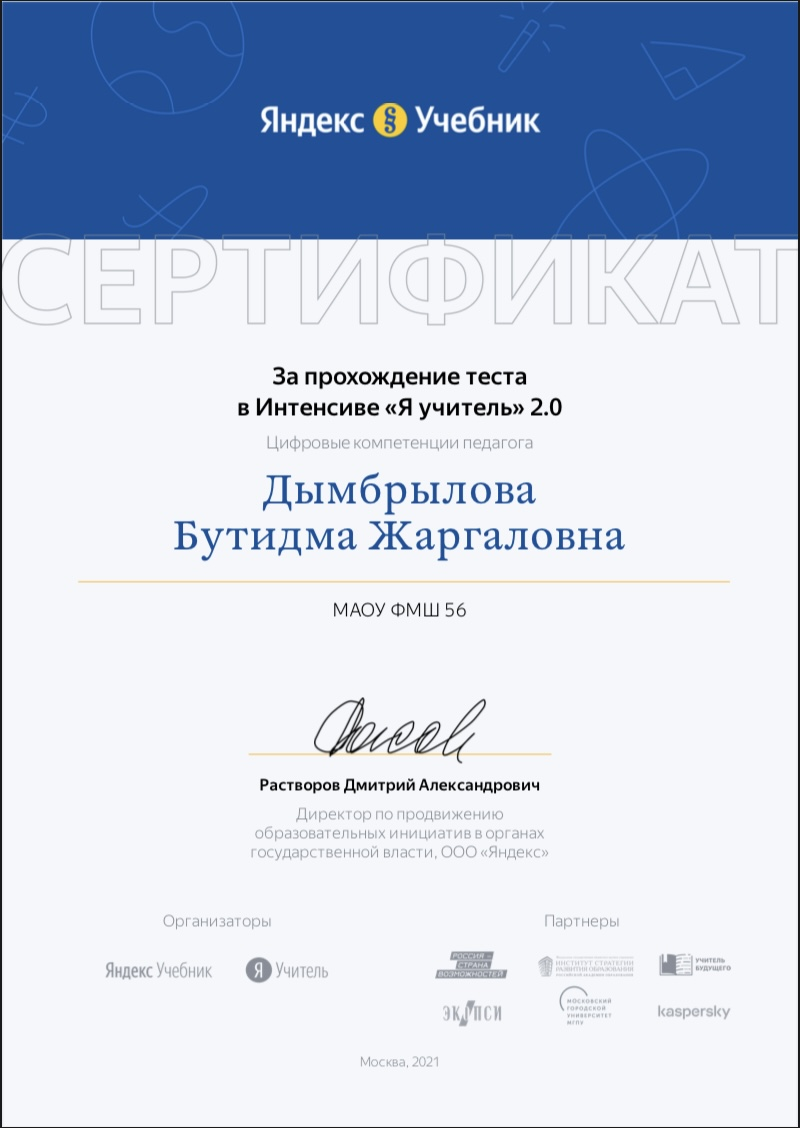 Яндекс Учебник
СЕРТИФИКАТ
За прохождение теста
в Интенсиве «Я учитель» 2.0
Цифровые компетенции педагога
Дымбрылова
Бутидма Жаргаловна
МАОУ ФМШ 56
Растворов Дмитрий Александрович
Директор по продвижению
образовательных инициатив в органах
государственной власти, ООО «Яндекс»
Организаторы
Яндекс Учебник
Я Учитель
Партнеры
РОССИЯ –
СТРАНА
ВОЗМОЖНОСТЕЙ
ИНСТИТУТ СТРАТЕГИИ
РАЗВИТИЯ ОБРАЗОВАНИЯ
УЧИТЕЛЬ
БУДУЩЕГО
ЭКОПСИ
МОСКОВСКИЙ
ГОРОДСКОЙ
УНИВЕРСИТЕТ
МГПУ
kaspersky
Москва, 2021